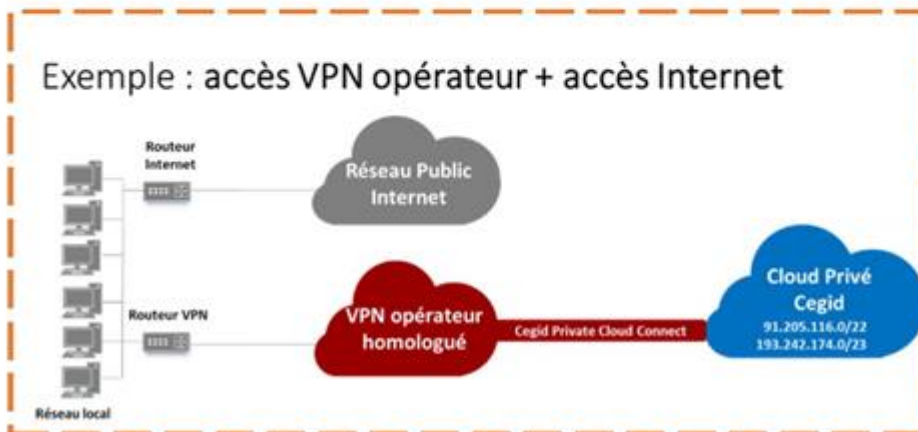 Exemple : accès VPN opérateur + accès Internet
Routeur
Internet
Réseau Public
Internet
Routeur VPN
VPN opérateur
homologué
Cegid Private Cloud Connect
Cloud Privé
Cegid
91.205.116.0/22
193.242.174.0/23
Réseau local